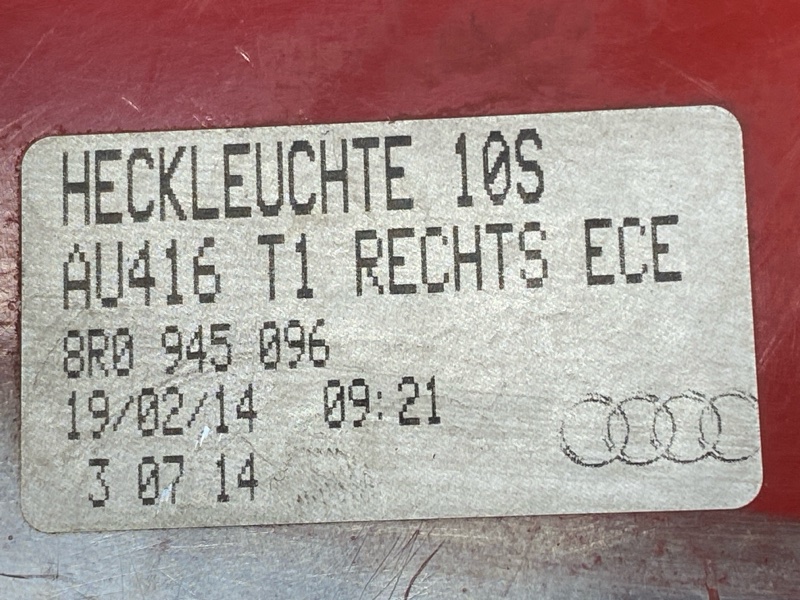 HECKLEUCHTE 10S
AU416 T1 RECHTS ECE
8R0 945 096
19/02/14 09:21
3 07 14